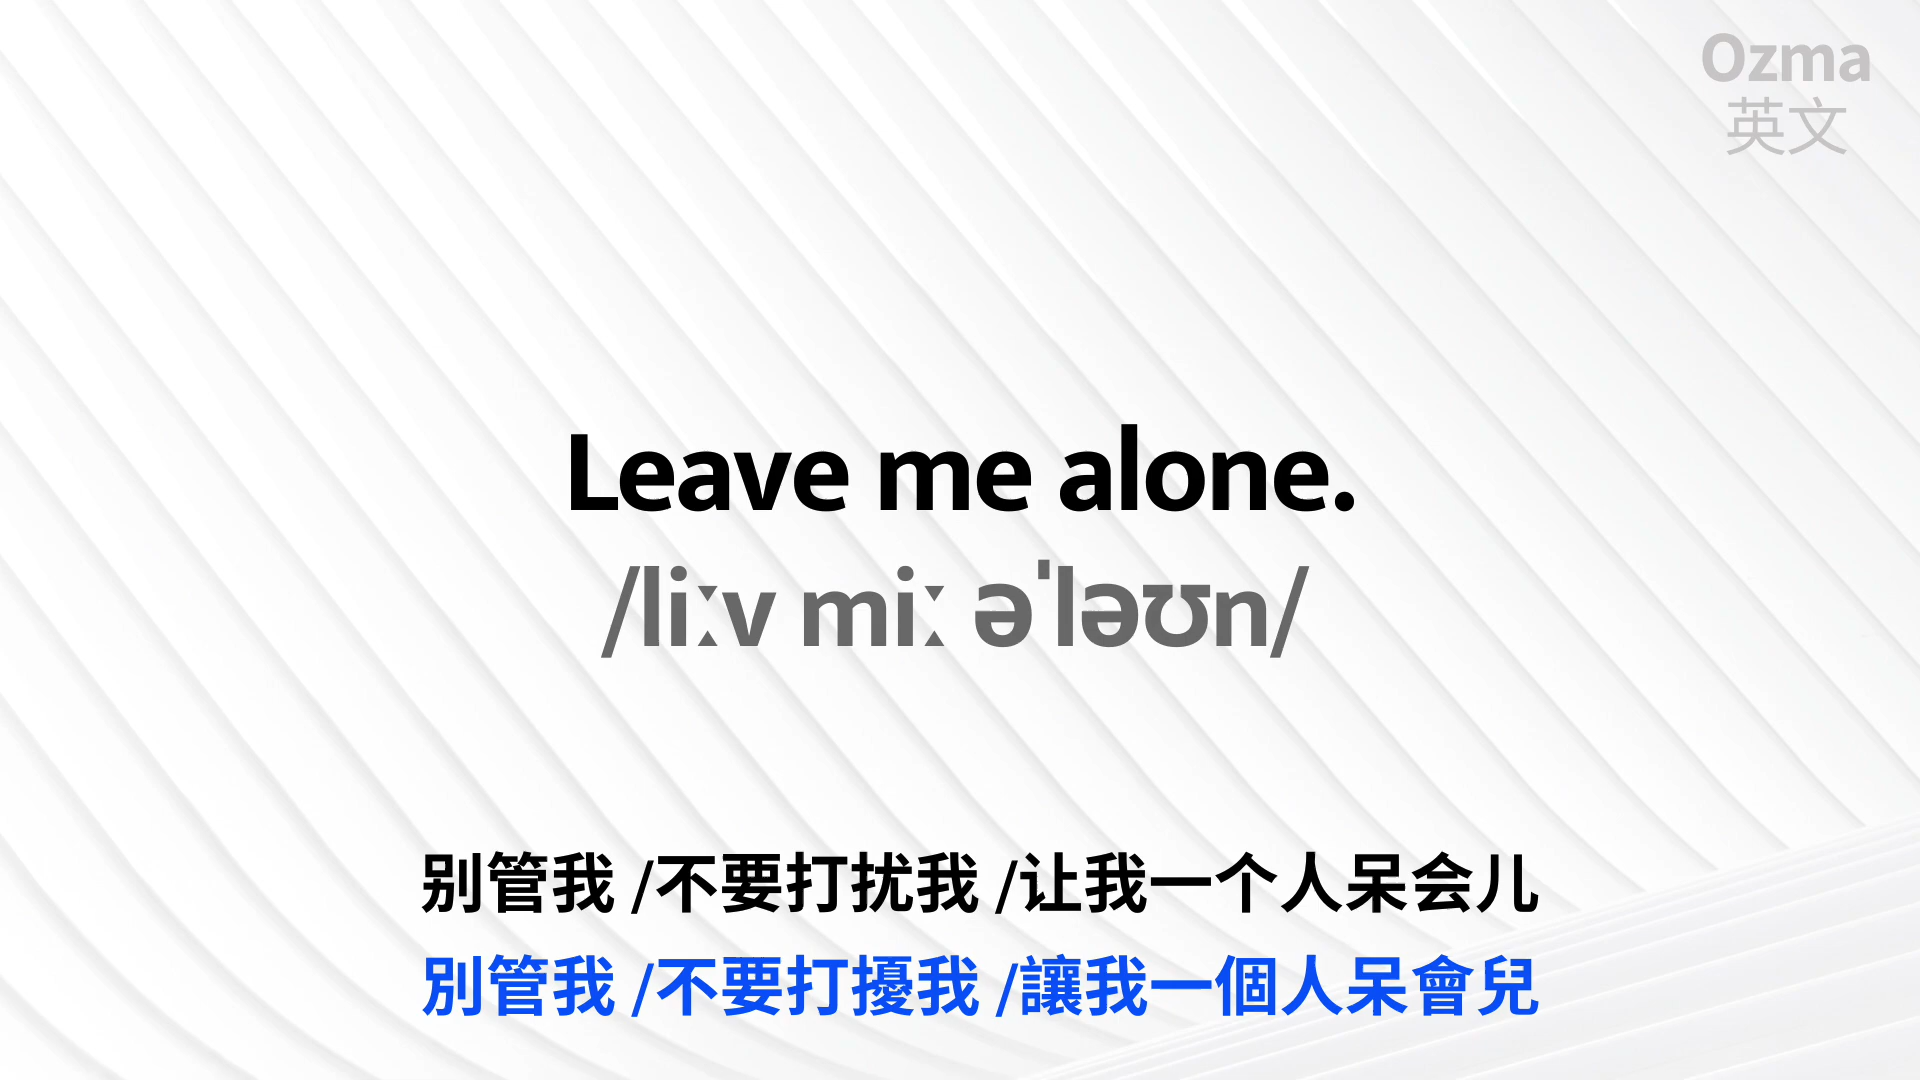 Ozma
英文
Leave me alone.
/liːv miː əˈləʊn/
别管我 /不要打扰我 /让我一个人呆会儿
別管我 /不要打擾我 /讓我一個人呆會兒